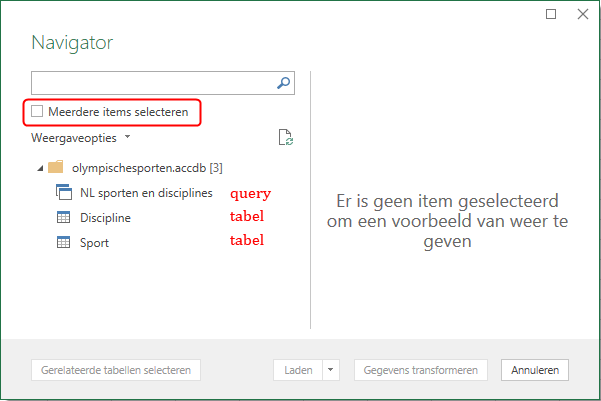 Navigator
Meerdere items selecteren
Weergaveopties
olympischesporten.accdb [3]
NL sporten en disciplines query
Discipline tabel
Sport tabel
Er is geen item geselecteerd
om een voorbeeld van weer te
geven
Gerelateerde tabellen selecteren Laden Gegevens transformeren Annuleren